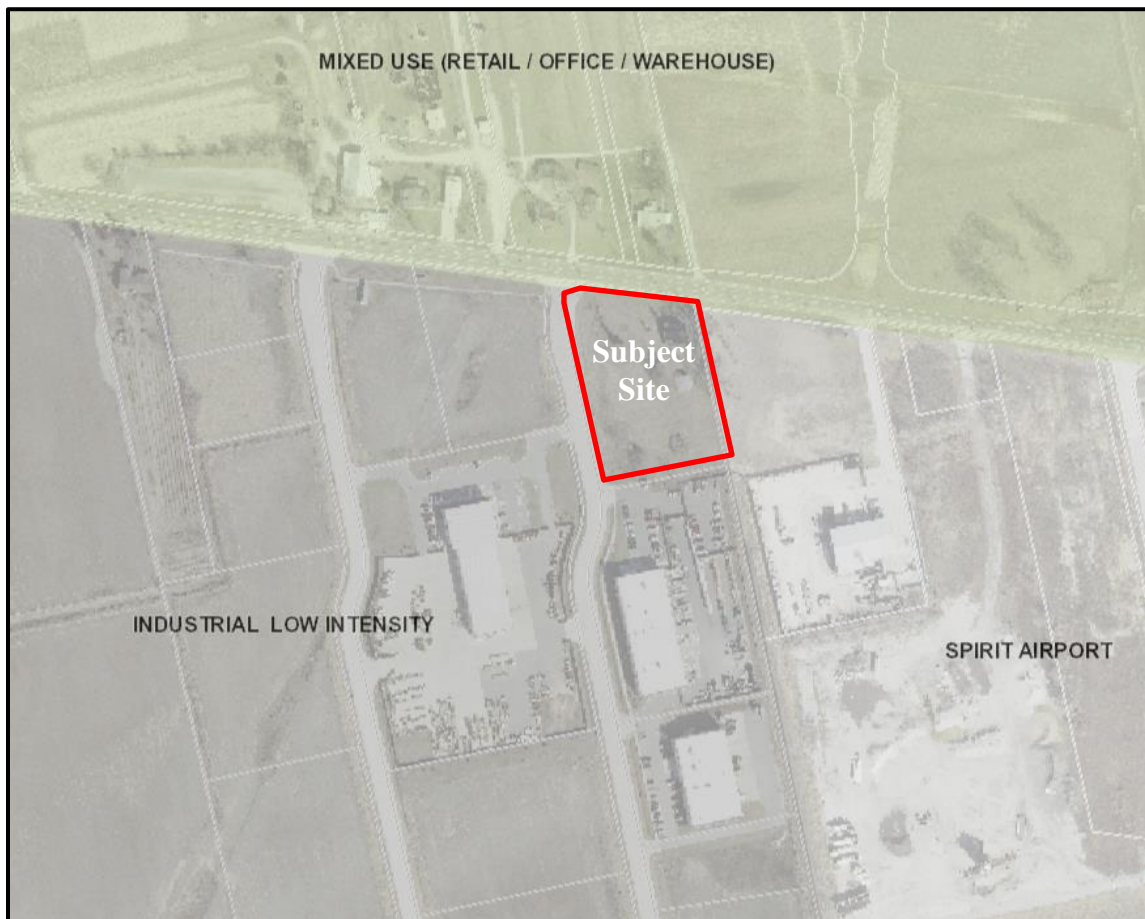 MIXED USE (RETAIL / OFFICE / WAREHOUSE)
Subject
Site
INDUSTRIAL LOW INTENSITY
SPIRIT AIRPORT